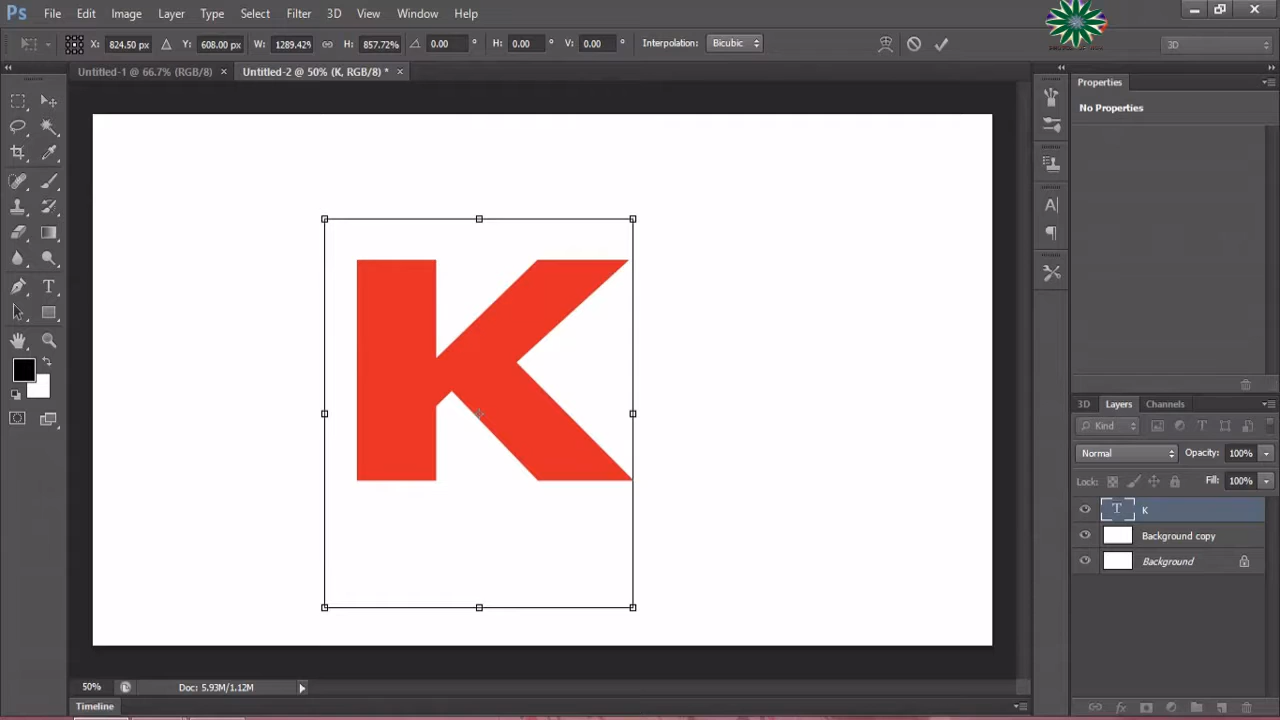 Ps File Edit Image Layer Type Select Filter 3D View Window Help
X: 824.50 px Y: 608.00 px W: 1289.42% H: 857.72% 0.00 ° H: 0.00 ° V: 0.00 ° Interpolation: Bicubic 3D
Untitled-1 @ 66.7% (RGB/8) × Untitled-2 @ 50% (K, RGB/8) * ×
Properties
No Properties
K
3D Layers Channels
Kind
Normal Opacity: 100%
Lock: Fill: 100%
T K
Background copy
Background
50% Doc: 5.93M/1.12M
Timeline